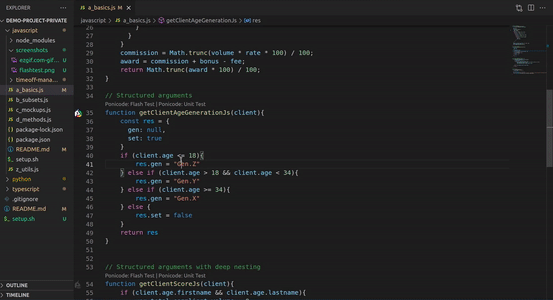 EXPLORER
DEMO-PROJECT-PRIVATE
javascript
node_modules
screenshots
ezgif.com-gif... U
flashtest.png U
timeoff-mana...
a_basics.js M
b_subsets.js
c_mockups.js
d_methods.js
package-lock.json
package.json
README.md M
setup.sh
z_utils.js
python
typescript
.gitignore
README.md M
setup.sh U
OUTLINE
TIMELINE
a_basics.js M
javascript > a_basics.js > getClientAgeGeneration.js > res
26 }
27 }
28 }
29 commission = Math.trunc(volume * rate * 100) / 100;
30 award = commission + bonus - fee;
31 return Math.trunc(award * 100) / 100;
32 }
33
34 // Structured arguments
Ponicode: Flash Test | Ponicode: Unit Test
35 function getClientAgeGenerationJs(client){
36 const res = {
37 gen: null,
38 set: true
39 }
40 if (client.age <= 18){
41 res.gen = "Gen.Z"
42 } else if (client.age > 18 && client.age < 34){
43 res.gen = "Gen.Y"
44 } else if (client.age >= 34){
45 res.gen = "Gen.X"
46 } else {
47 res.set = false
48 }
49 return res
50 }
51
52
53 // Structured arguments with deep nesting
Ponicode: Flash Test | Ponicode: Unit Test
54 function getClientScoreJs(client){
55 if (client.age.firstname && client.age.lastname){